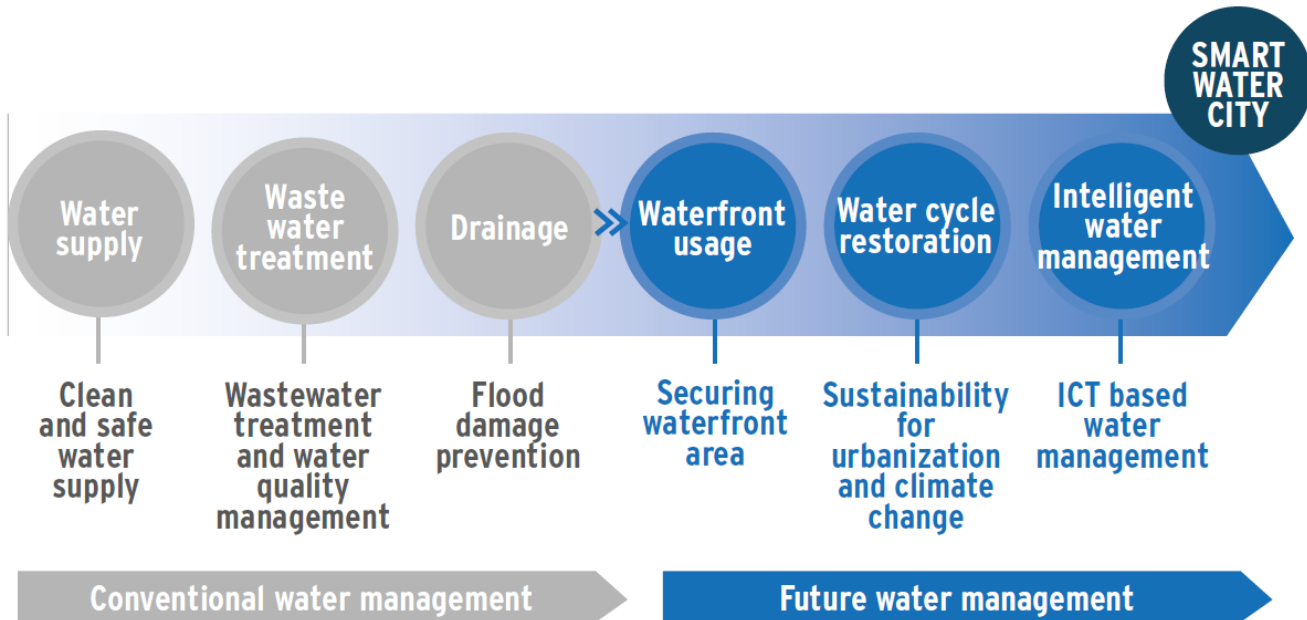 SMART
WATER
CITY
Water
supply
Waste
water
treatment
Drainage
Waterfront
usage
Water cycle
restoration
Intelligent
water
management
Clean
and safe
water
supply
Wastewater
treatment
and water
quality
management
Flood
damage
prevention
Securing
waterfront
area
Sustainability
for
urbanization
and climate
change
ICT based
water
management
Conventional water management
Future water management